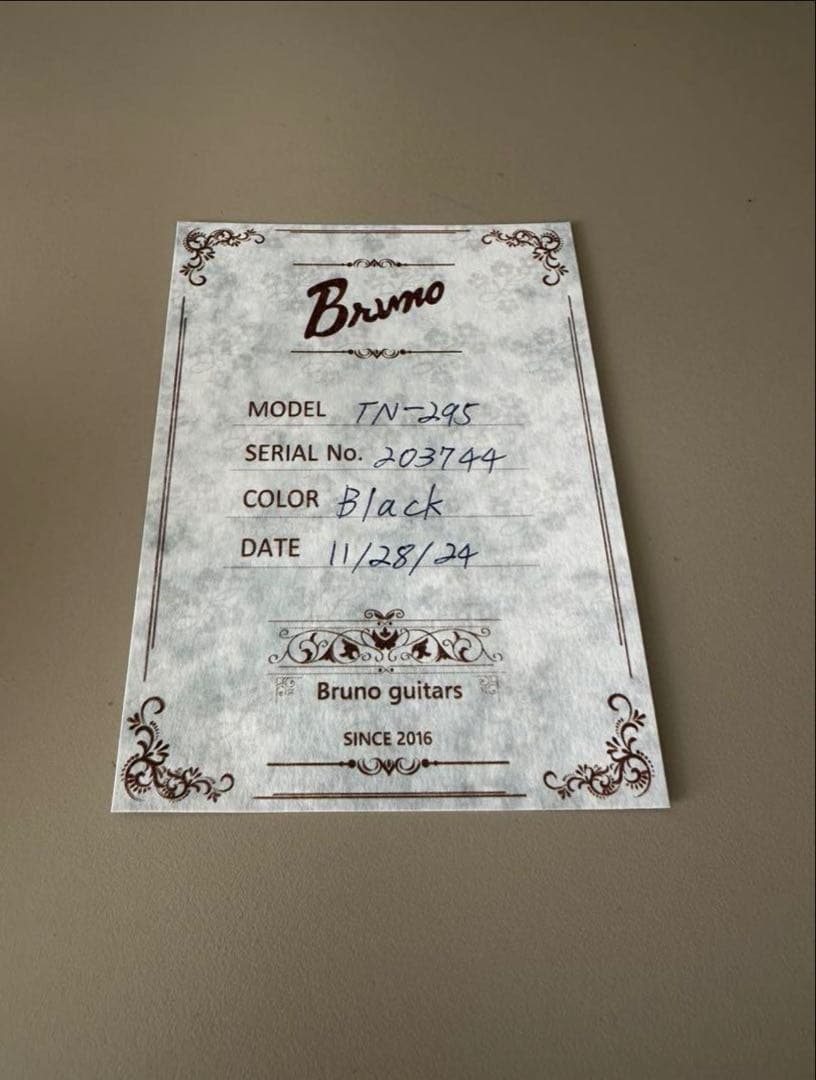 Bruno
MODEL TN-295
SERIAL No. 203744
COLOR Black
DATE 11/28/24
Bruno guitars
SINCE 2016